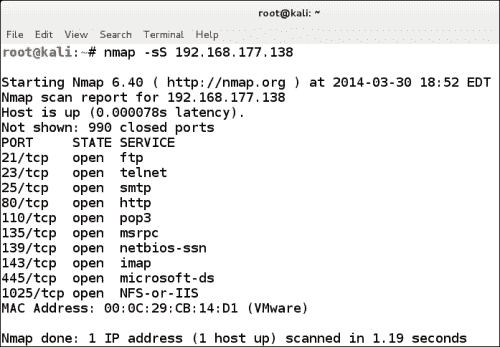 root@kali: ~
File Edit View Search Terminal Help
root@kali:~# nmap -sS 192.168.177.138
Starting Nmap 6.40 ( http://nmap.org ) at 2014-03-30 18:52 EDT
Nmap scan report for 192.168.177.138
Host is up (0.000078s latency).
Not shown: 990 closed ports
PORT STATE SERVICE
21/tcp open ftp
23/tcp open telnet
25/tcp open smtp
80/tcp open http
110/tcp open pop3
135/tcp open msrpc
139/tcp open netbios-ssn
143/tcp open imap
445/tcp open microsoft-ds
1025/tcp open NFS-or-IIS
MAC Address: 00:0C:29:CB:14:D1 (VMware)
Nmap done: 1 IP address (1 host up) scanned in 1.19 seconds